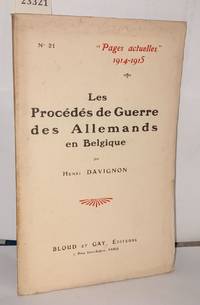 23321
N° 21
"Pages actuelles"
1914-1915
Les
Procédés de Guerre
des Allemands
en Belgique
par
Henri DAVIGNON
BLOUD et GAY, Éditeurs
PARIS